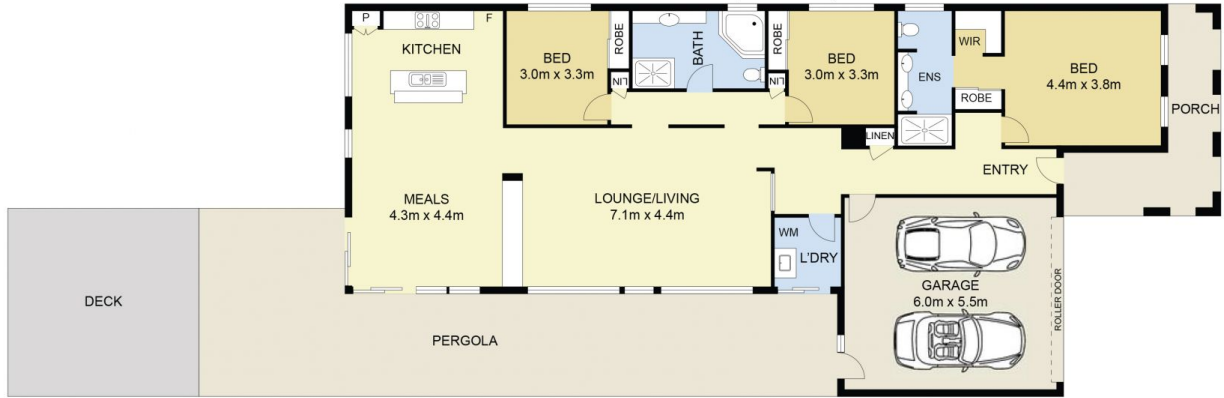 P
F
KITCHEN
BED
3.0m x 3.3m
ROBE
LIN
BATH
ROBE
LIN
BED
3.0m x 3.3m
ENS
WIR
ROBE
BED
4.4m x 3.8m
PORCH
LINEN
ENTRY
MEALS
4.3m x 4.4m
LOUNGE/LIVING
7.1m x 4.4m
WM
L'DRY
GARAGE
6.0m x 5.5m
ROLLER DOOR
DECK
PERGOLA